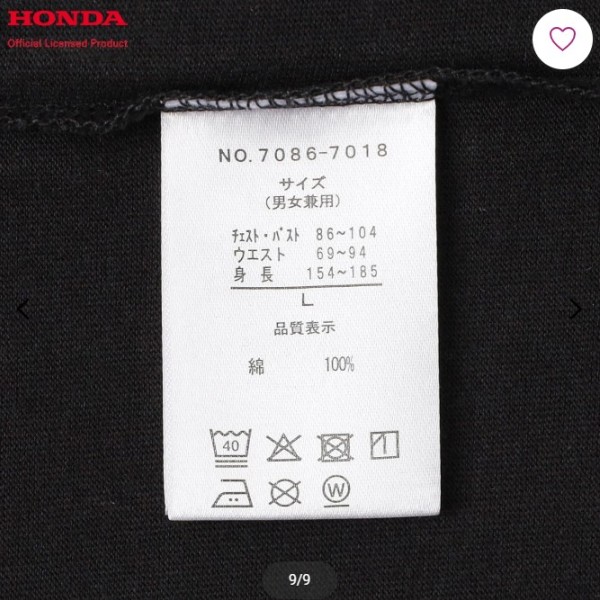 HONDA
Official Licensed Product
NO. 7086-7018
サイズ
(男女兼用)
ﾁｪｽﾄ・ﾊﾞｽﾄ 86~104
ウエスト 69~94
身長 154~185
L
品質表示
綿 100%
40
W
9/9